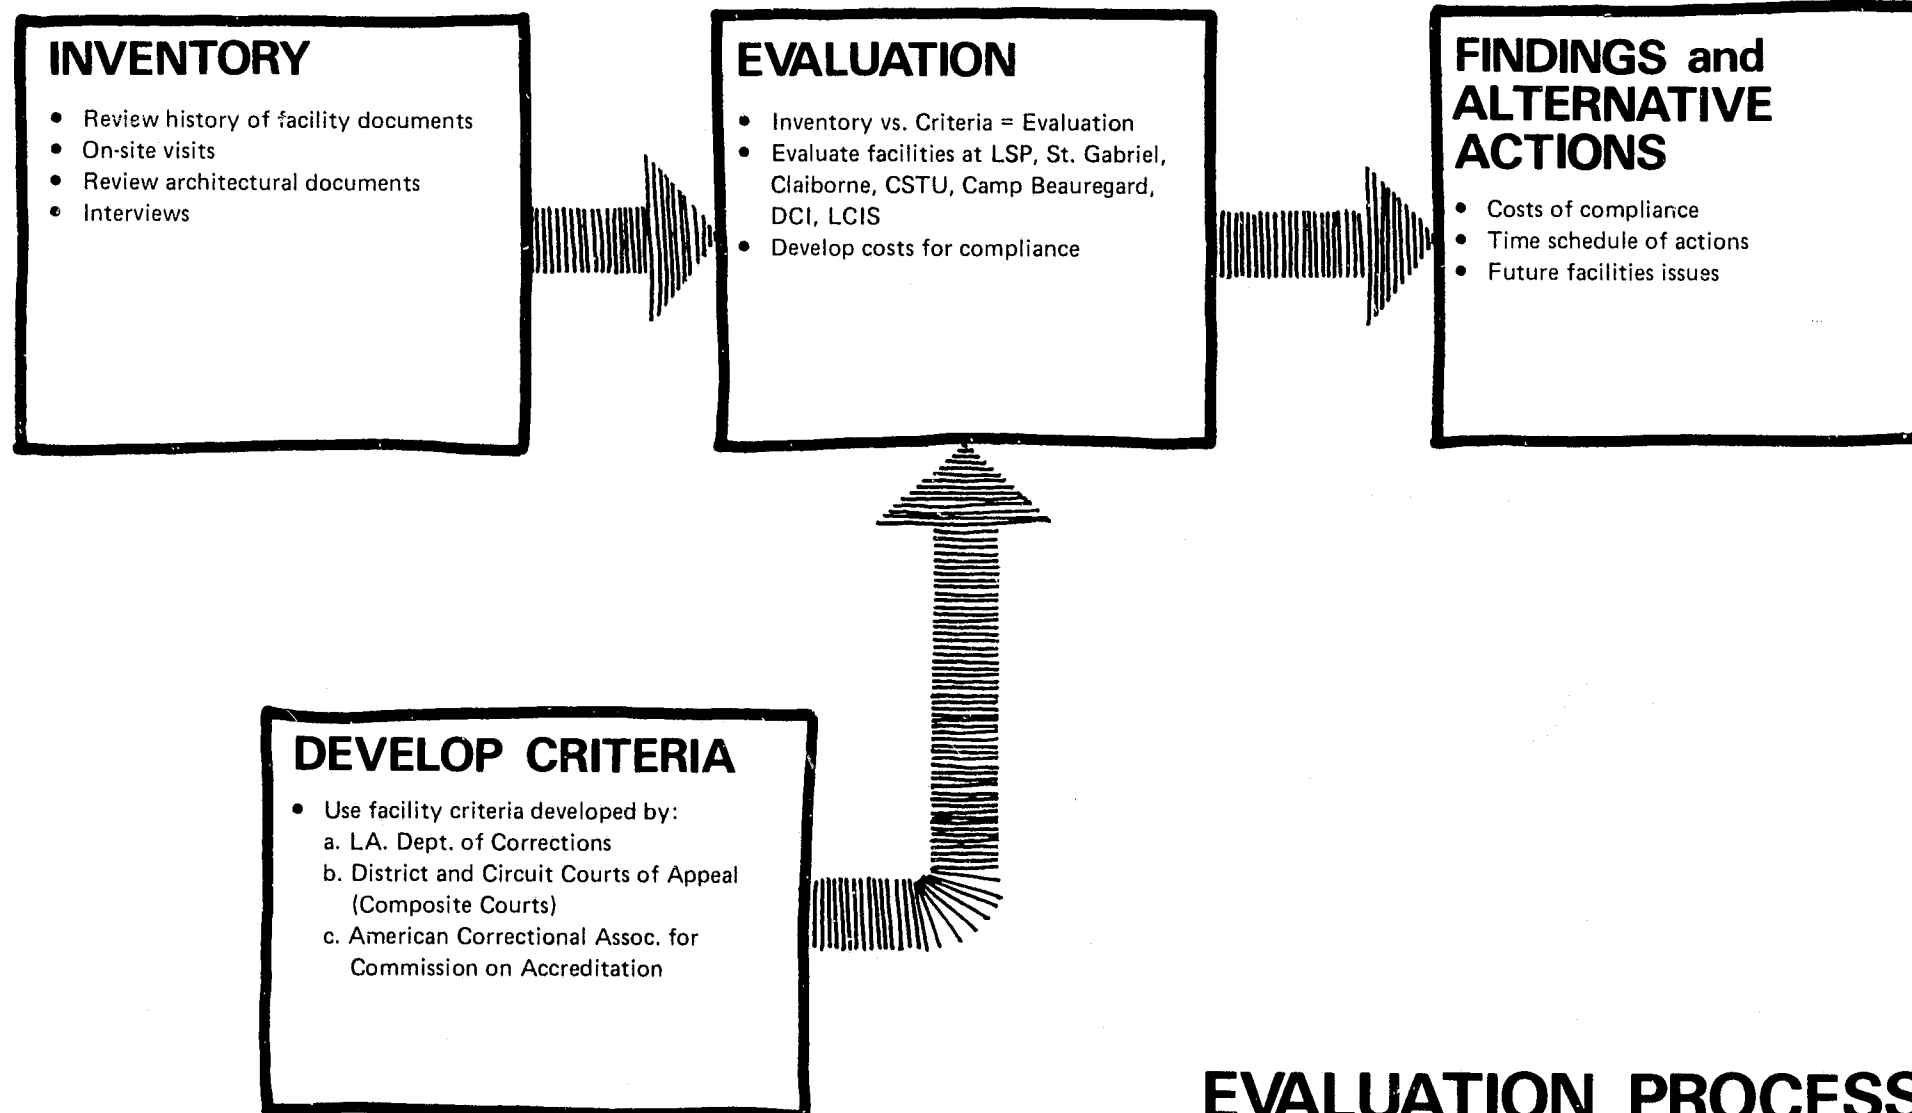 INVENTORY
• Review history of facility documents
• On-site visits
• Review architectural documents
• Interviews
EVALUATION
• Inventory vs. Criteria = Evaluation
• Evaluate facilities at LSP, St. Gabriel,
Claiborne, CSTU, Camp Beauregard,
DCI, LCIS
• Develop costs for compliance
FINDINGS and
ALTERNATIVE
ACTIONS
• Costs of compliance
• Time schedule of actions
• Future facilities issues
DEVELOP CRITERIA
• Use facility criteria developed by:
a. LA. Dept. of Corrections
b. District and Circuit Courts of Appeal
(Composite Courts)
c. American Correctional Assoc. for
Commission on Accreditation
EVALUATION PROCESS